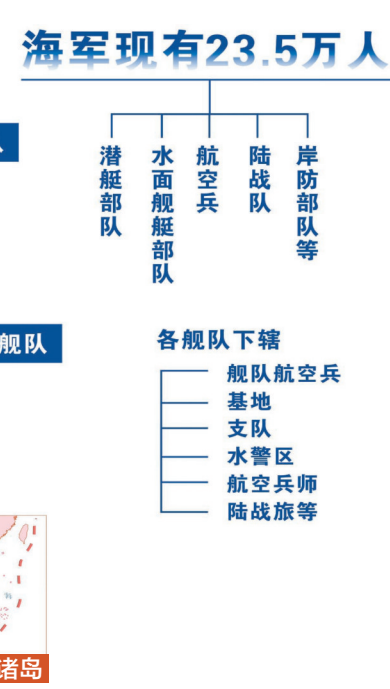 海军现有23.5万人
潜艇部队
水面舰艇部队
航空兵
陆战队
岸防部队等
舰队
各舰队下辖
舰队航空兵
基地
支队
水警区
航空兵师
陆战旅等
诸岛